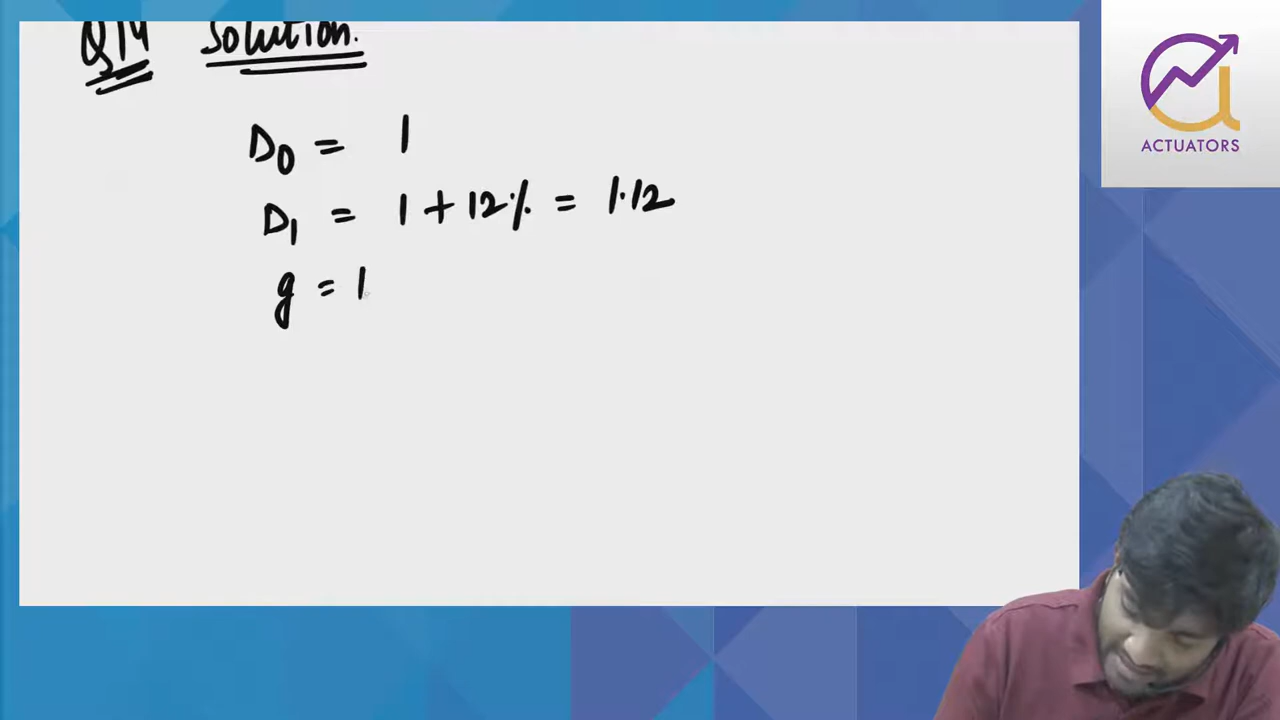 Q14 Solution.
D0 = 1
D1 = 1 + 12% = 1.12
g = 1
ACTUATORS